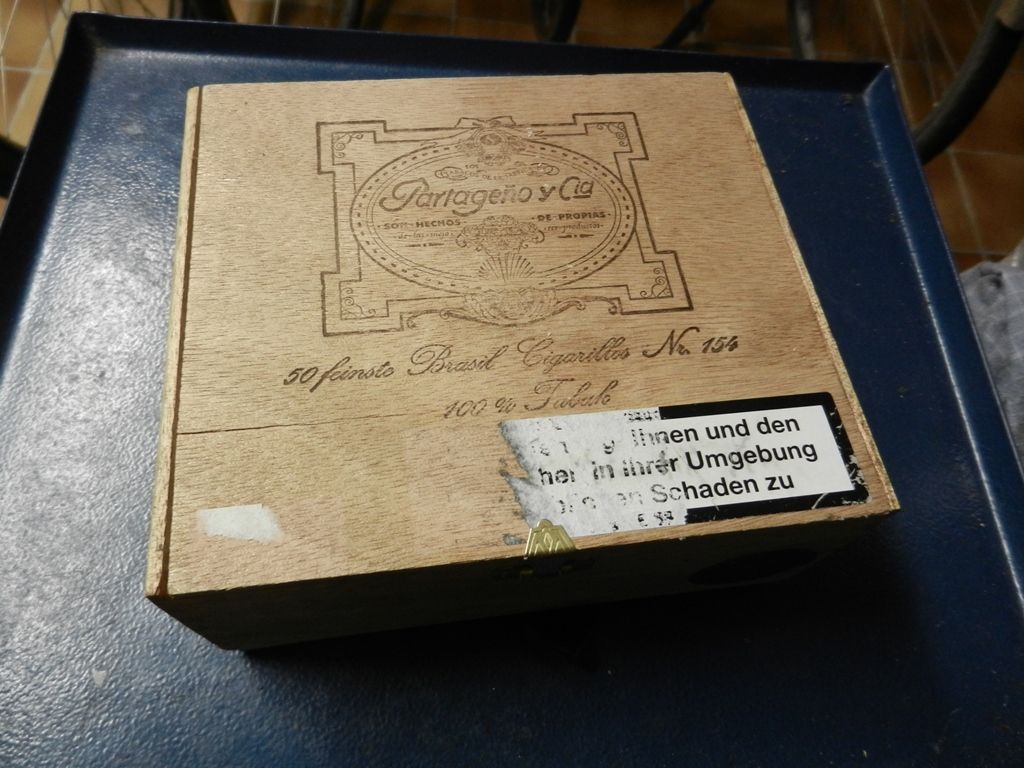 Partageño y Cia
SON HECHOS DE PROPIAS
50 feinste Brasil Cigarillos Nr. 154
100 % Tabak
Ihnen und den
in Ihrer Umgebung
Schaden zu